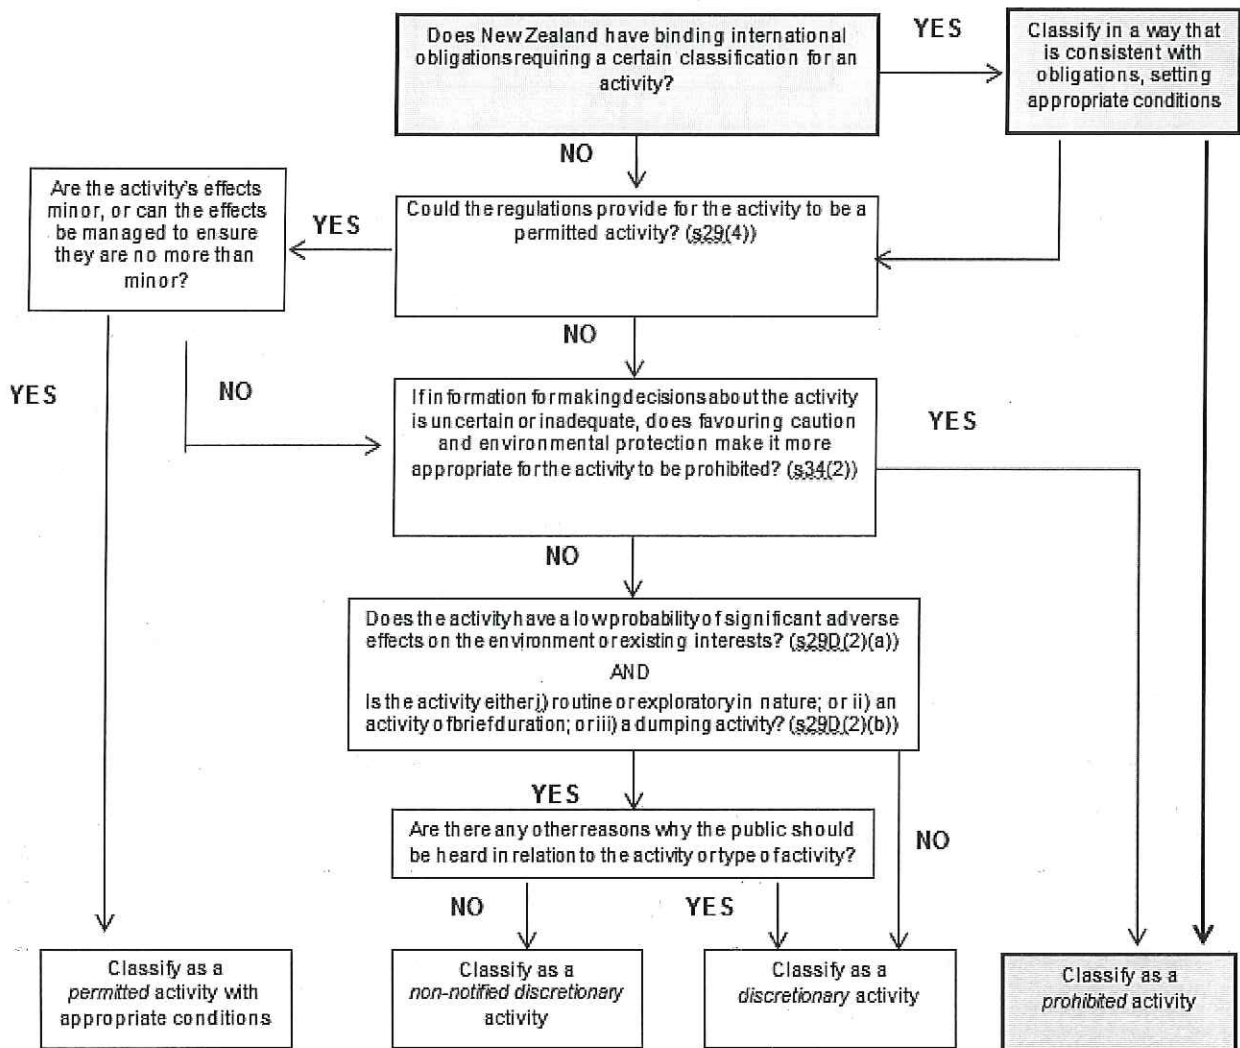 Does New Zealand have binding international
obligations requiring a certain classification for an
activity?
YES
Classify in a way that
is consistent with
obligations, setting
appropriate conditions
NO
Are the activity's effects
minor, or can the effects
be managed to ensure
they are no more than
minor?
YES
Could the regulations provide for the activity to be a
permitted activity? (s29(4))
NO
YES
NO
If information for making decisions about the activity
is uncertain or inadequate, does favouring caution
and environmental protection make it more
appropriate for the activity to be prohibited? (s34(2))
YES
NO
Does the activity have a low probability of significant adverse
effects on the environment or existing interests? (s29D(2)(a))
AND
Is the activity either i) routine or exploratory in nature; or ii) an
activity of brief duration; or iii) a dumping activity? (s29D(2)(b))
YES
Are there any other reasons why the public should
be heard in relation to the activity or type of activity?
NO
NO
YES
Classify as a
permitted activity with
appropriate conditions
Classify as a
non-notified discretionary
activity
Classify as a
discretionary activity
Classify as a
prohibited activity